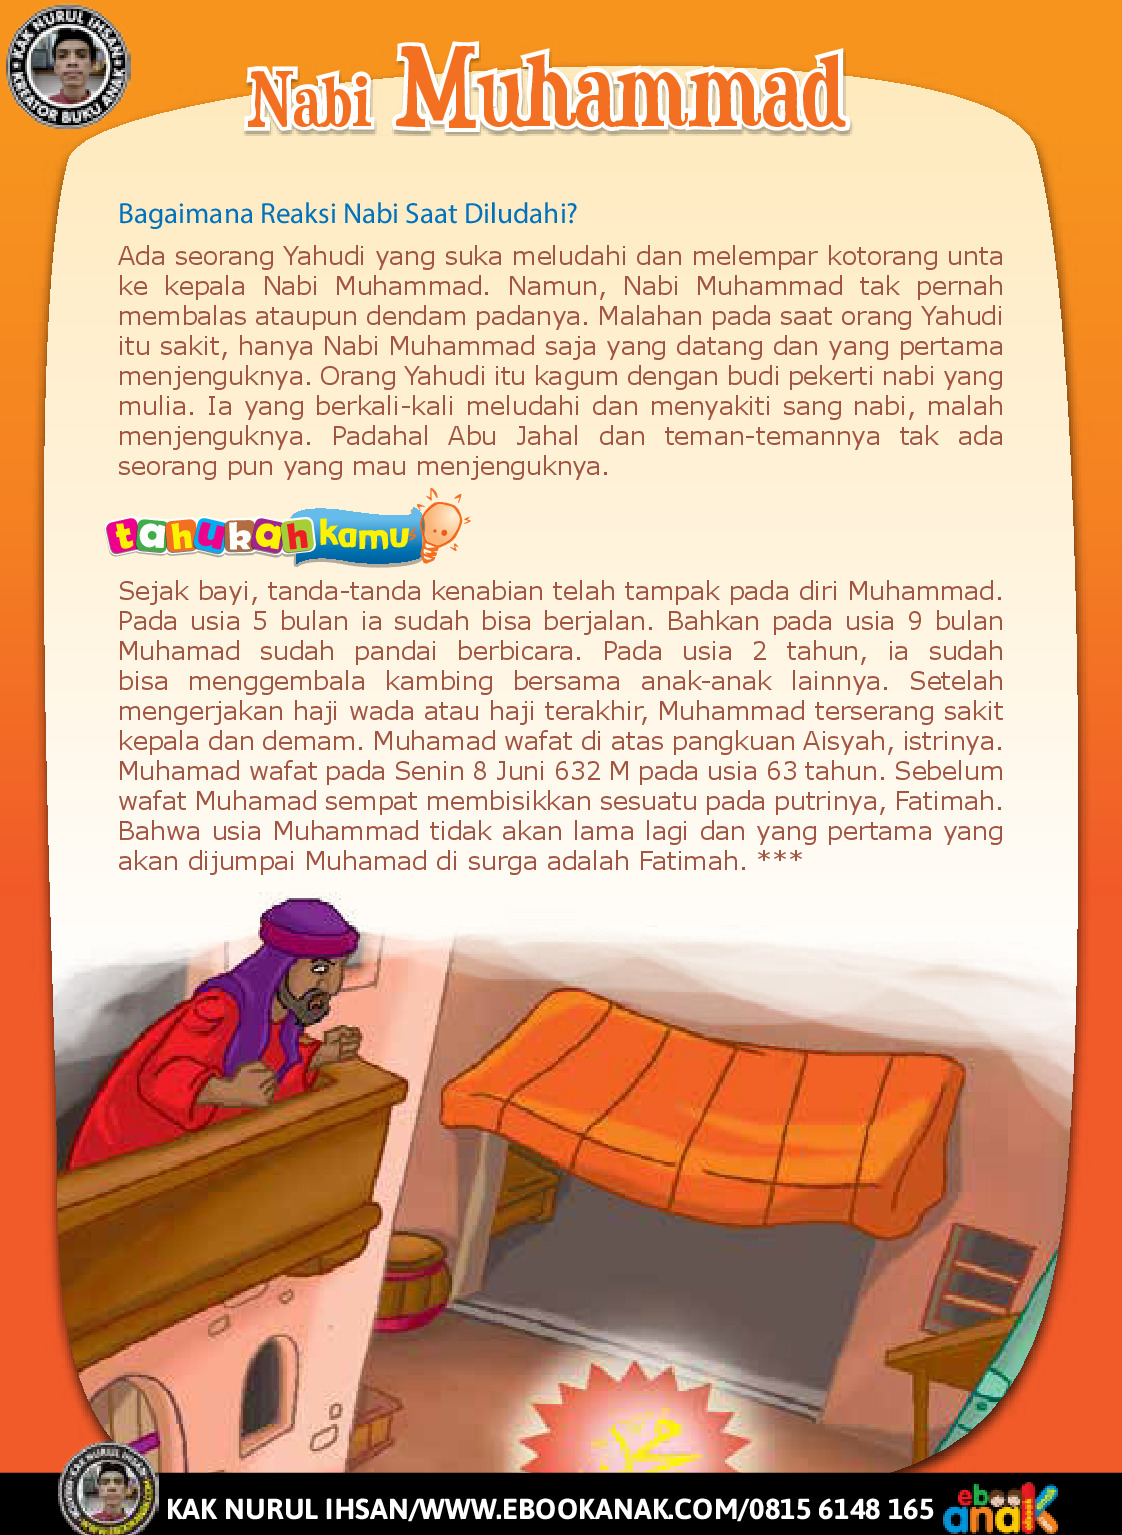 KAK NURUL IHSAN
KREATOR BUKU ANAK
Nabi Muhammad
Bagaimana Reaksi Nabi Saat Diludahi?
Ada seorang Yahudi yang suka meludahi dan melempar kotorang unta
ke kepala Nabi Muhammad. Namun, Nabi Muhammad tak pernah
membalas ataupun dendam padanya. Malahan pada saat orang Yahudi
itu sakit, hanya Nabi Muhammad saja yang datang dan yang pertama
menjenguknya. Orang Yahudi itu kagum dengan budi pekerti nabi yang
mulia. Ia yang berkali-kali meludahi dan menyakiti sang nabi, malah
menjenguknya. Padahal Abu Jahal dan teman-temannya tak ada
seorang pun yang mau menjenguknya.
tahukah kamu
Sejak bayi, tanda-tanda kenabian telah tampak pada diri Muhammad.
Pada usia 5 bulan ia sudah bisa berjalan. Bahkan pada usia 9 bulan
Muhamad sudah pandai berbicara. Pada usia 2 tahun, ia sudah
bisa menggembala kambing bersama anak-anak lainnya. Setelah
mengerjakan haji wada atau haji terakhir, Muhammad terserang sakit
kepala dan demam. Muhamad wafat di atas pangkuan Aisyah, istrinya.
Muhamad wafat pada Senin 8 Juni 632 M pada usia 63 tahun. Sebelum
wafat Muhamad sempat membisikkan sesuatu pada putrinya, Fatimah.
Bahwa usia Muhammad tidak akan lama lagi dan yang pertama yang
akan dijumpai Muhamad di surga adalah Fatimah. ***
محمد
KAK NURUL IHSAN
KAK NURUL IHSAN/WWW.EBOOKANAK.COM/0815 6148 165
ebook
anak